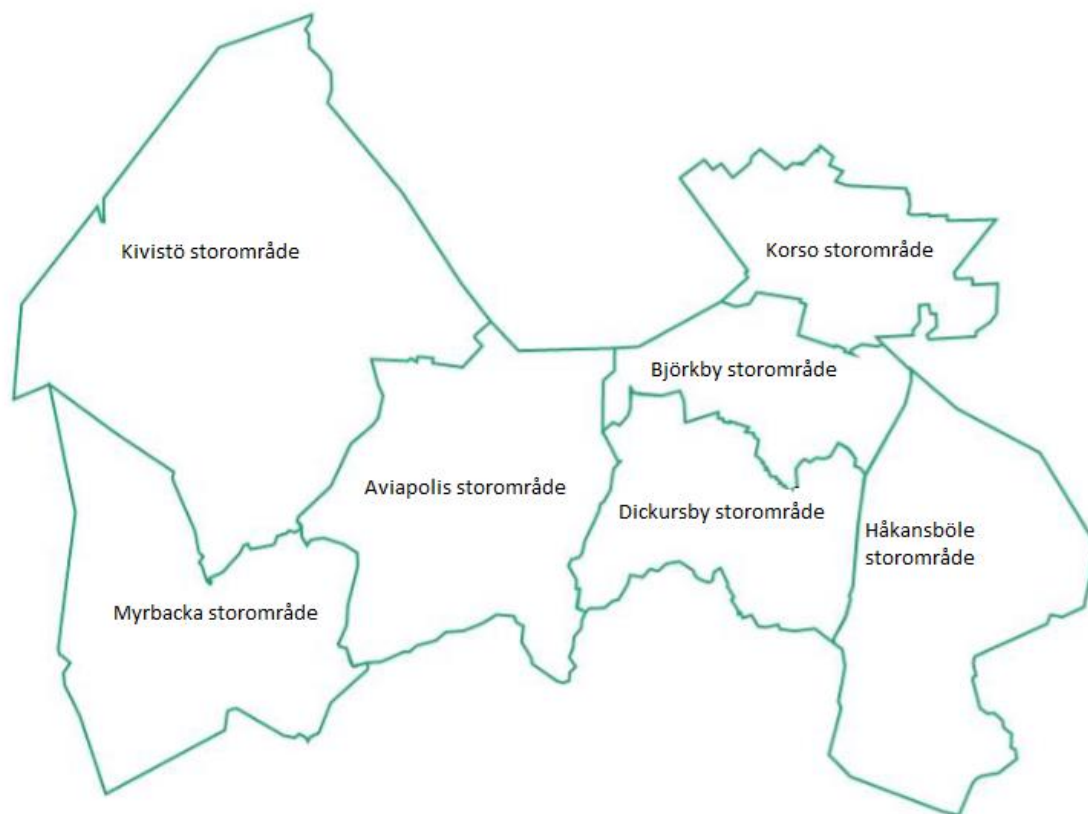 Kivistö storområde
Korso storområde
Björkby storområde
Aviapolis storområde
Dickursby storområde
Håkansböle
storområde
Myrbacka storområde